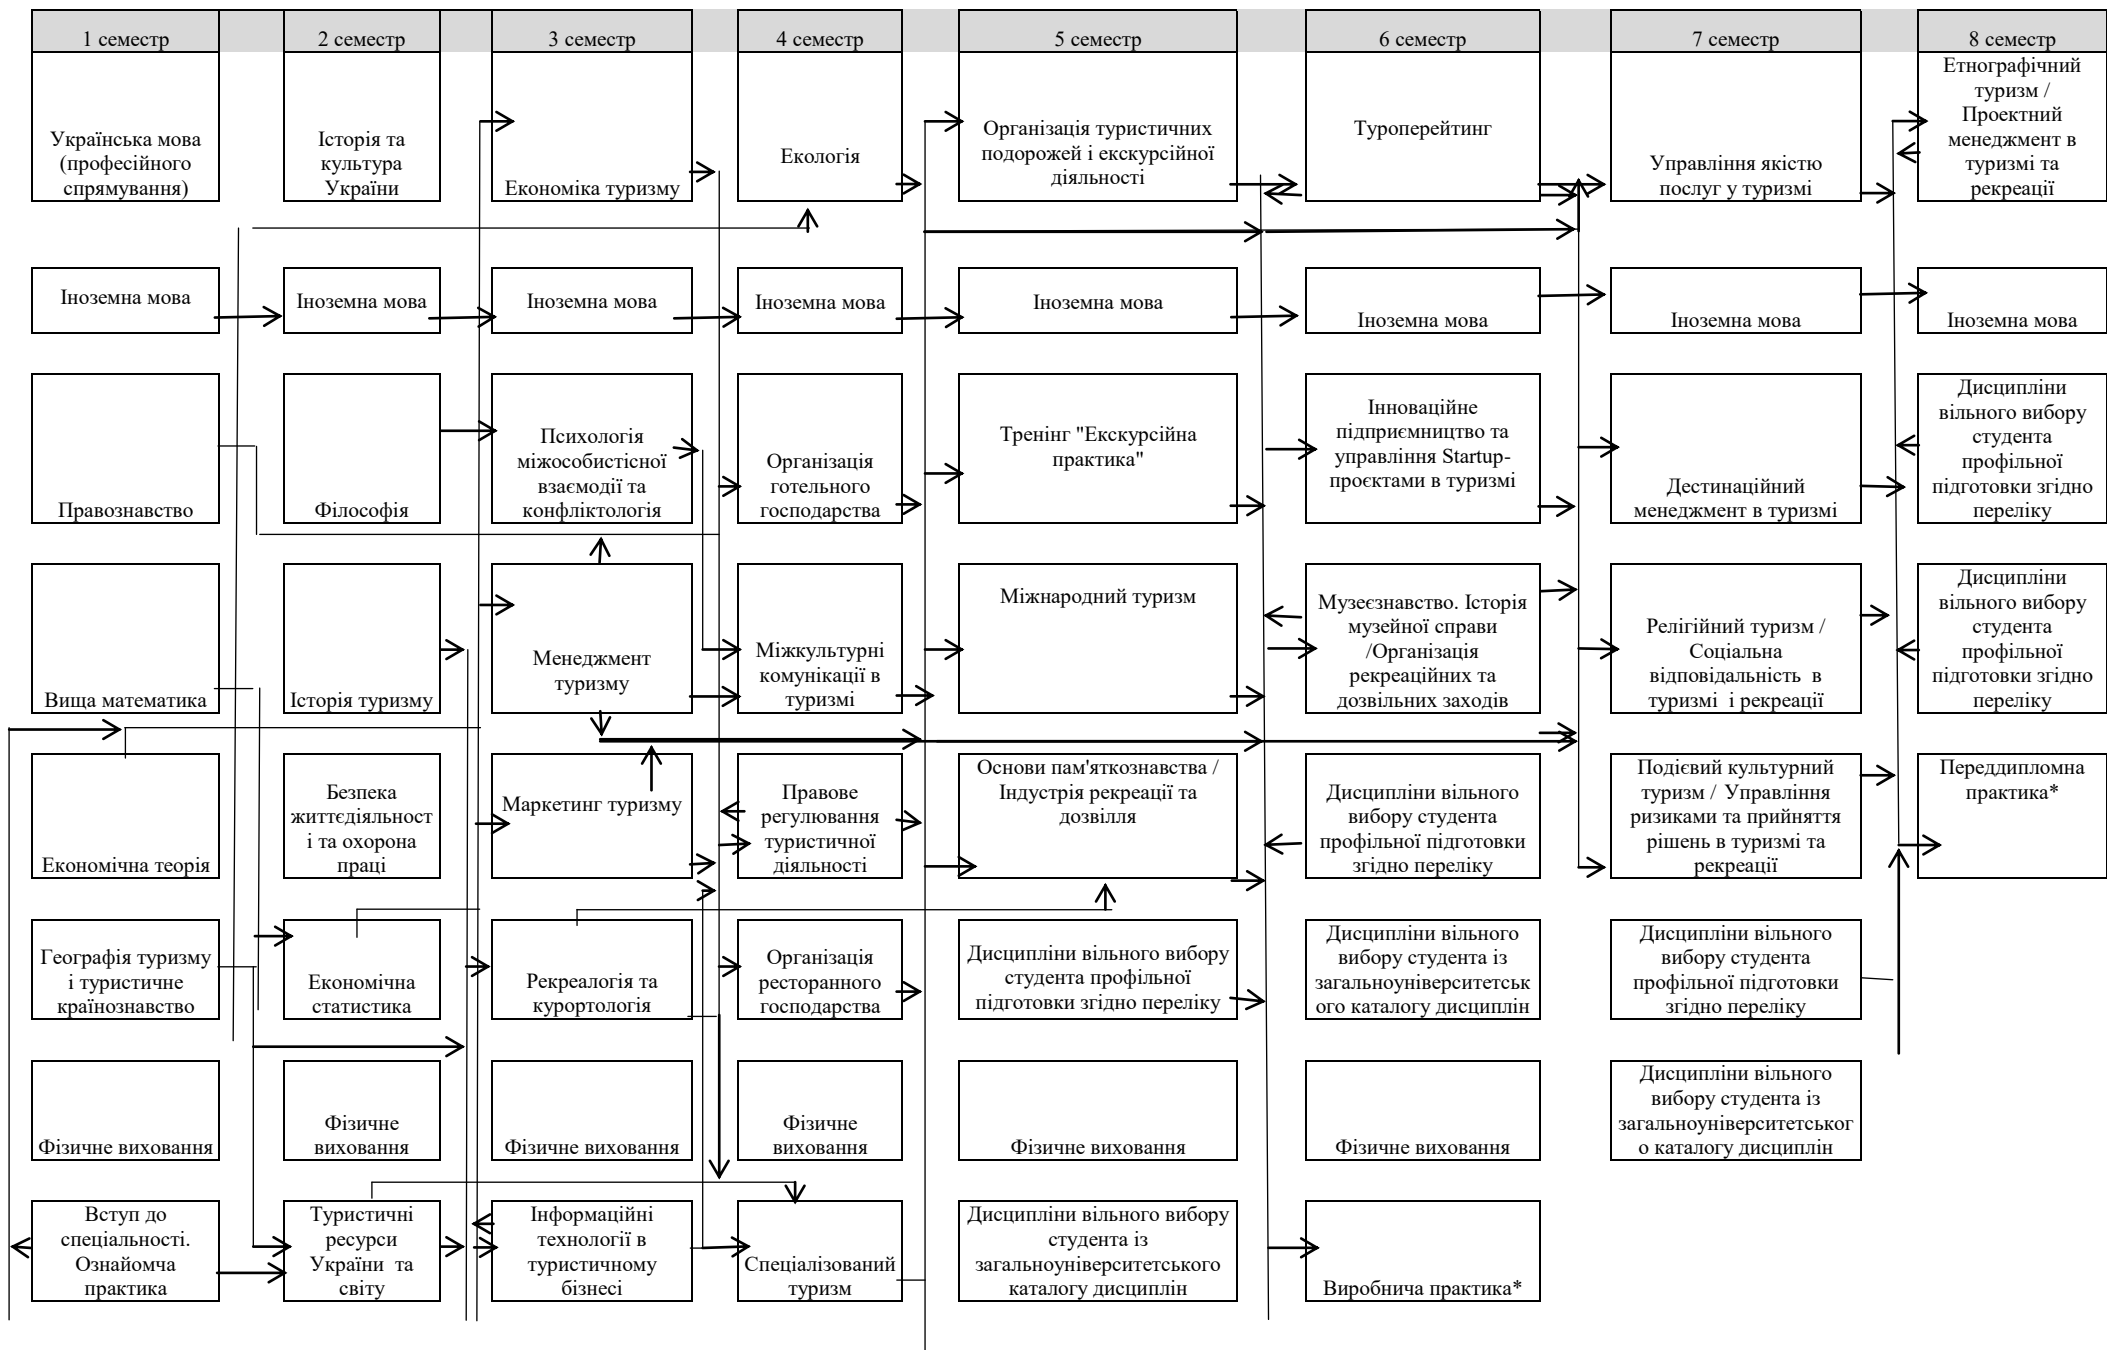 1 семестр
2 семестр
3 семестр
4 семестр
5 семестр
6 семестр
7 семестр
8 семестр
Українська мова
(професійного
спрямування)
Історія та
культура
України
Економіка туризму
Екологія
Організація туристичних
подорожей і екскурсійної
діяльності
Туроперейтинг
Управління якістю
послуг у туризмі
Етнографічний
туризм /
Проектний
менеджмент в
туризмі та
рекреації
Іноземна мова
Іноземна мова
Іноземна мова
Іноземна мова
Іноземна мова
Іноземна мова
Іноземна мова
Іноземна мова
Правознавство
Філософія
Психологія
міжособистісної
взаємодії та
конфліктологія
Організація
готельного
господарства
Тренінг "Екскурсійна
практика"
Інноваційне
підприємництво та
управління Startup-
проєктами в туризмі
Дестинаційний
менеджмент в туризмі
Дисципліни
вільного вибору
студента
профільної
підготовки згідно
переліку
Вища математика
Історія туризму
Менеджмент
туризму
Міжкультурні
комунікації в
туризмі
Міжнародний туризм
Музеєзнавство. Історія
музейної справи
/Організація
рекреаційних та
дозвільних заходів
Релігійний туризм /
Соціальна
відповідальність в
туризмі і рекреації
Дисципліни
вільного вибору
студента
профільної
підготовки згідно
переліку
Економічна теорія
Безпека
життєдіяльност
і та охорона
праці
Маркетинг туризму
Правове
регулювання
туристичної
діяльності
Основи пам'яткознавства /
Індустрія рекреації та
дозвілля
Дисципліни вільного
вибору студента
профільної підготовки
згідно переліку
Подієвий культурний
туризм / Управління
ризиками та прийняття
рішень в туризмі та
рекреації
Переддипломна
практика*
Географія туризму
і туристичне
країнознавство
Економічна
статистика
Рекреалогія та
курортологія
Організація
ресторанного
господарства
Дисципліни вільного вибору
студента профільної
підготовки згідно переліку
Дисципліни вільного
вибору студента із
загальноуніверситетськ
ого каталогу дисциплін
Дисципліни вільного
вибору студента
профільної підготовки
згідно переліку
Фізичне виховання
Фізичне
виховання
Фізичне виховання
Фізичне
виховання
Фізичне виховання
Фізичне виховання
Дисципліни вільного
вибору студента із
загальноуніверситетськог
о каталогу дисциплін
Вступ до
спеціальності.
Ознайомча
практика
Туристичні
ресурси
України та
світу
Інформаційні
технології в
туристичному
бізнесі
Спеціалізований
туризм
Дисципліни вільного вибору
студента із
загальноуніверситетського
каталогу дисциплін
Виробнича практика*